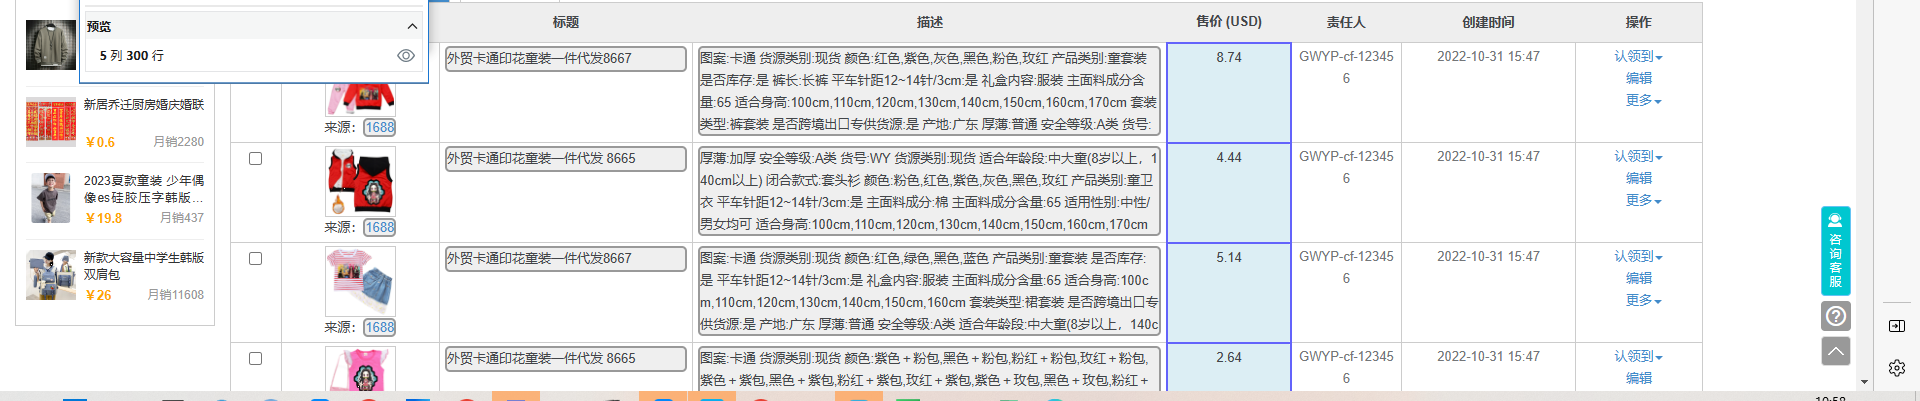 预览
5 列 300 行
新居乔迁厨房婚庆婚联
¥0.6 月销2280
2023夏款童装 少年偶
像es硅胶压字韩版...
¥19.8 月销437
新款大容量中学生韩版
双肩包
¥26 月销11608
标题 描述 售价 (USD) 责任人 创建时间 操作
外贸卡通印花童装一件代发8667
图案:卡通 货源类别:现货 颜色:红色,紫色,灰色,黑色,粉色,玫红 产品类别:童套装
是否库存:是 裤长:长裤 平车针距12~14针/3cm:是 礼盒内容:服装 主面料成分含
量:65 适合身高:100cm,110cm,120cm,130cm,140cm,150cm,160cm,170cm 套装
类型:裤套装 是否跨境出口专供货源:是 产地:广东 厚薄:普通 安全等级:A类 货号:
8.74
GWYP-cf-12345
6
2022-10-31 15:47
认领到
编辑
更多
来源: 1688
外贸卡通印花童装一件代发 8665
厚薄:加厚 安全等级:A类 货号:WY 货源类别:现货 适合年龄段:中大童(8岁以上，1
40cm以上) 闭合款式:套头衫 颜色:粉色,红色,紫色,灰色,黑色,玫红 产品类别:童卫
衣 平车针距12~14针/3cm:是 主面料成分:棉 主面料成分含量:65 适用性别:中性/
男女均可 适合身高:100cm,110cm,120cm,130cm,140cm,150cm,160cm,170cm
4.44
GWYP-cf-12345
6
2022-10-31 15:47
认领到
编辑
更多
来源: 1688
外贸卡通印花童装一件代发8667
图案:卡通 货源类别:现货 颜色:红色,绿色,黑色,蓝色 产品类别:童套装 是否库存:
是 平车针距12~14针/3cm:是 礼盒内容:服装 主面料成分含量:65 适合身高:100c
m,110cm,120cm,130cm,140cm,150cm,160cm 套装类型:裙套装 是否跨境出口专
供货源:是 产地:广东 厚薄:普通 安全等级:A类 适合年龄段:中大童(8岁以上，140c
5.14
GWYP-cf-12345
6
2022-10-31 15:47
认领到
编辑
更多
来源: 1688
外贸卡通印花童装一件代发 8665
图案:卡通 货源类别:现货 颜色:紫色＋粉包,黑色＋粉包,粉红＋粉包,玫红＋粉包,
紫色＋紫包,黑色＋紫包,粉红＋紫包,玫红＋紫包,紫色＋玫包,黑色＋玫包,粉红＋
2.64
GWYP-cf-12345
6
2022-10-31 15:47
认领到
编辑
咨询客服